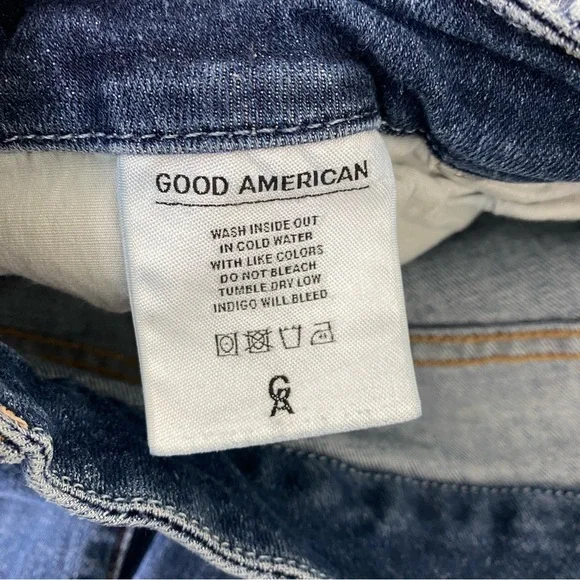 GOOD AMERICAN
WASH INSIDE OUT
IN COLD WATER
WITH LIKE COLORS
DO NOT BLEACH
TUMBLE DRY LOW
INDIGO WILL BLEED
GA